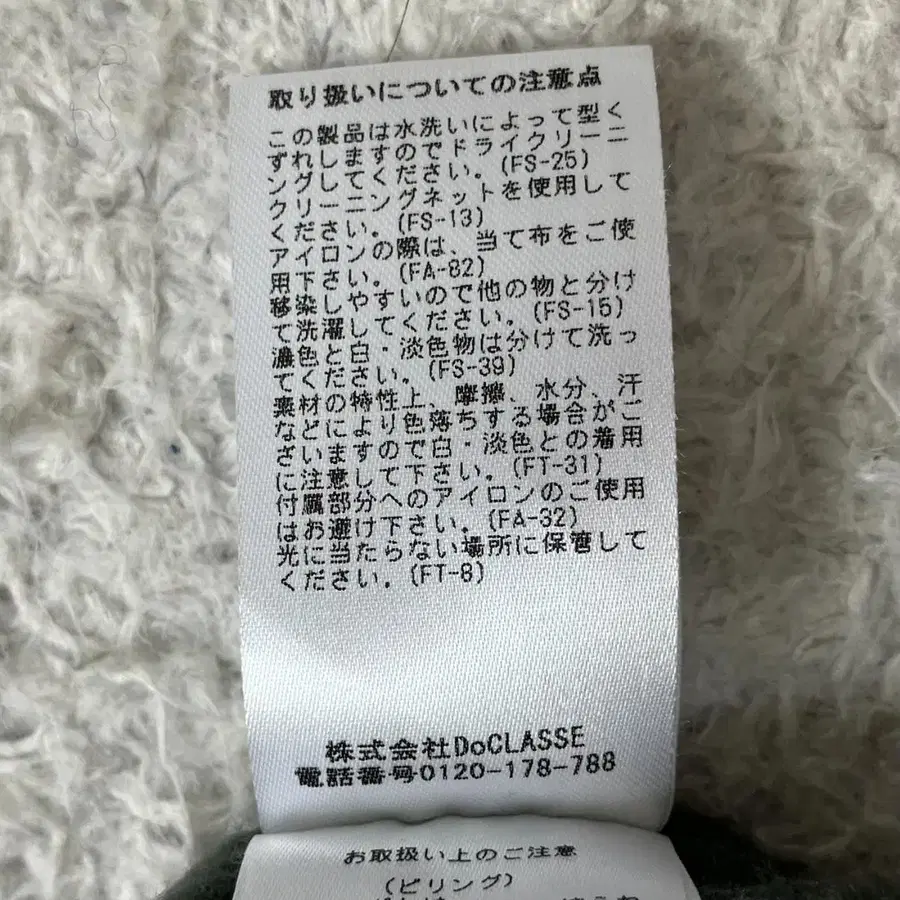 取り扱いについての注意点
この製品は水洗いによって型く
ずれしますのでドライクリーニ
ングしてください。(FS-25)
クリーニングネットを使用して
ください。(FS-13)
アイロンの際は、当て布をご使
用下さい。(FA-82)
移染しやすいので他の物と分け
て洗濯してください。(FS-15)
濃色と白・淡色物は分けて洗っ
てください。(FS-39)
素材の特性上、摩擦、水分、汗
などにより色落ちする場合がご
ざいますので白・淡色との着用
に注意して下さい。(FT-31)
付属部分へのアイロンのご使用
はお避け下さい。(FA-32)
光に当たらない場所に保管して
ください。(FT-8)
株式会社DoCLASSE
電話番号0120-178-788
お取扱い上のご注意
(ピリング)